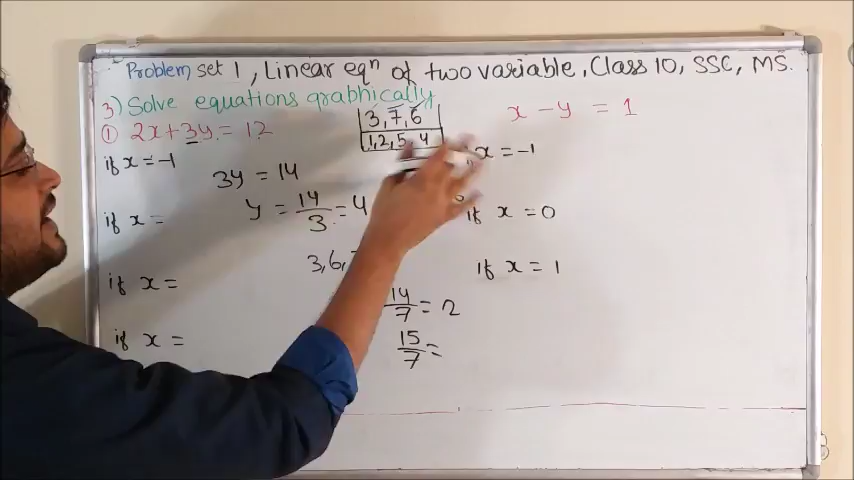 Problem set 1, Linear eqn of two variable, Class 10, SSC, MS.
3) Solve equations graphically
① 2x+3y = 12
3,7,6
1,2,5,4
x - y = 1
if x = -1
3y = 14
x = -1
if x =
y = 14/3 = 4
if x = 0
3,6,
if x =
if x = 1
14/7 = 2
if x =
15/7 =